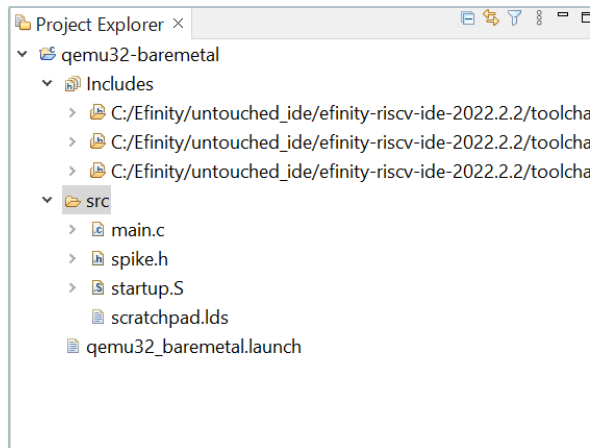 Project Explorer
qemu32-baremetal
Includes
C:/Efinity/untouched_ide/efinity-riscv-ide-2022.2.2/toolcha
C:/Efinity/untouched_ide/efinity-riscv-ide-2022.2.2/toolcha
C:/Efinity/untouched_ide/efinity-riscv-ide-2022.2.2/toolcha
src
main.c
spike.h
startup.S
scratchpad.lds
qemu32_baremetal.launch